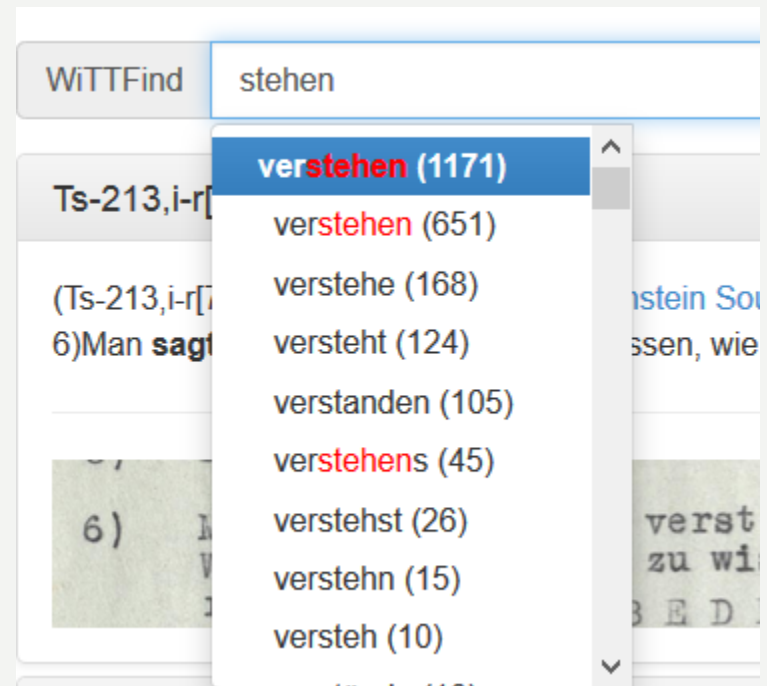 WiTTFind stehen
verstehen (1171)
Ts-213,i-r[
verstehen (651)
(Ts-213,i-r[ verstehe (168) nstein Sou
6)Man sagt versteht (124) ssen, wie
verstanden (105)
verstehens (45)
6) verstehst (26) verst
verstehn (15) zu wi
versteh (10) B E D